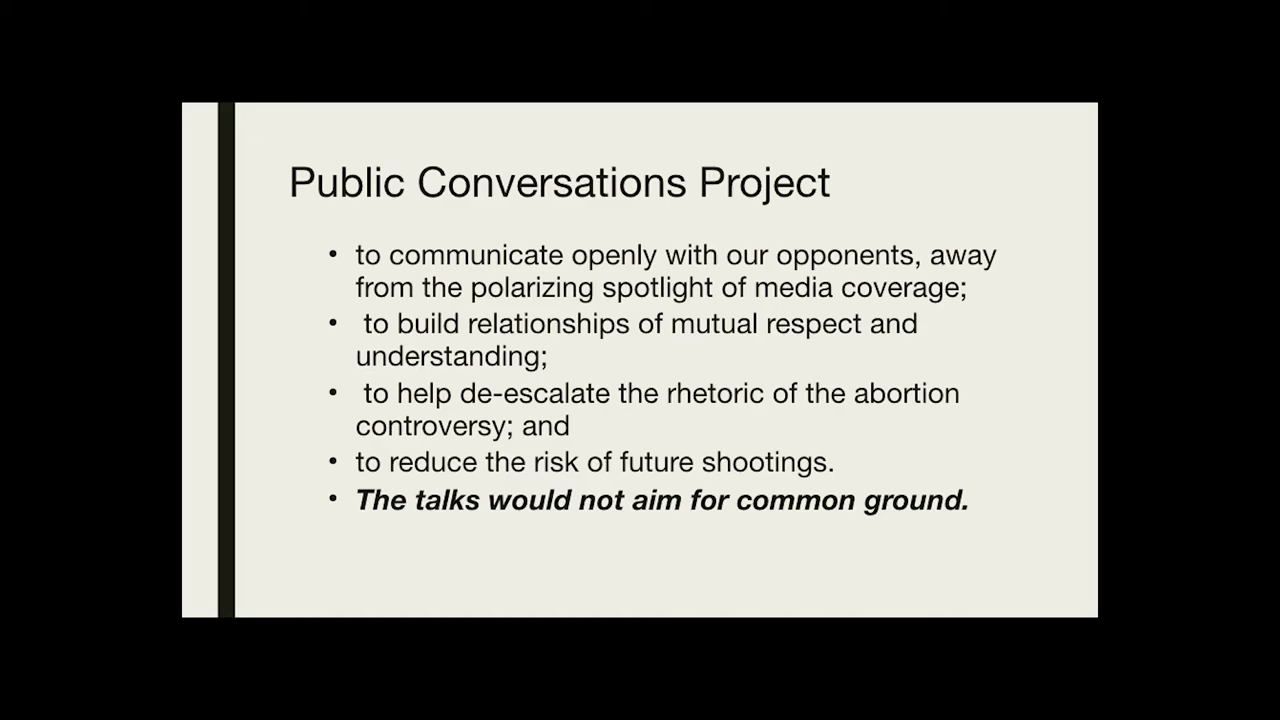 Public Conversations Project
• to communicate openly with our opponents, away
from the polarizing spotlight of media coverage;
• to build relationships of mutual respect and
understanding;
• to help de-escalate the rhetoric of the abortion
controversy; and
• to reduce the risk of future shootings.
• The talks would not aim for common ground.